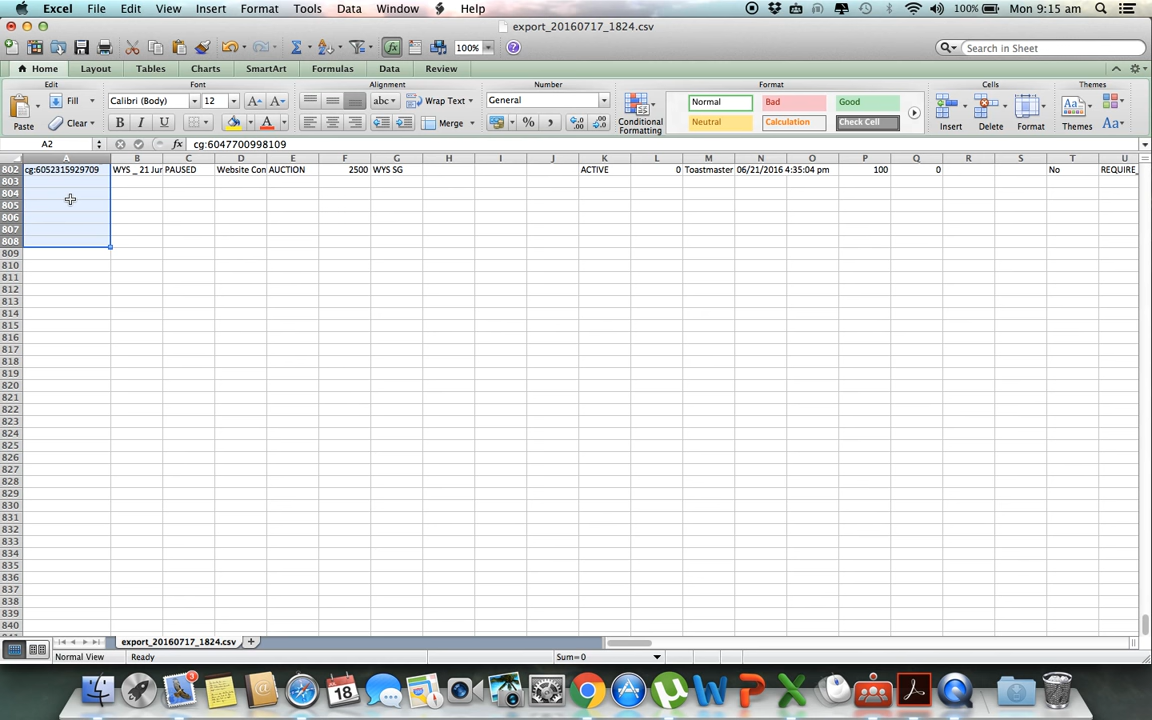 Excel File Edit View Insert Format Tools Data Window Help 100% Mon 9:15 am
export_20160717_1824.csv
100% Search in Sheet
Home Layout Tables Charts SmartArt Formulas Data Review
Edit Font Alignment Number Format Cells Themes
Paste Fill Clear Calibri (Body) 12 A A abc Wrap Text General Normal Bad Good
B I U A Merge % , Conditional Formatting Neutral Calculation Check Cell Insert Delete Format Themes Aa
A2 fx cg:6047700998109
A B C D E F G H I J K L M N O P Q R S T U
802 cg:6052315929709 WYS _ 21 Jur PAUSED Website Con AUCTION 2500 WYS SG ACTIVE 0 Toastmaster 06/21/2016 4:35:04 pm 100 0 No REQUIRE_
803
804
805
806
807
808
809
810
811
812
813
814
815
816
817
818
819
820
821
822
823
824
825
826
827
828
829
830
831
832
833
834
835
836
837
838
839
840
export_20160717_1824.csv
Normal View Ready Sum=0
3 JUL 18